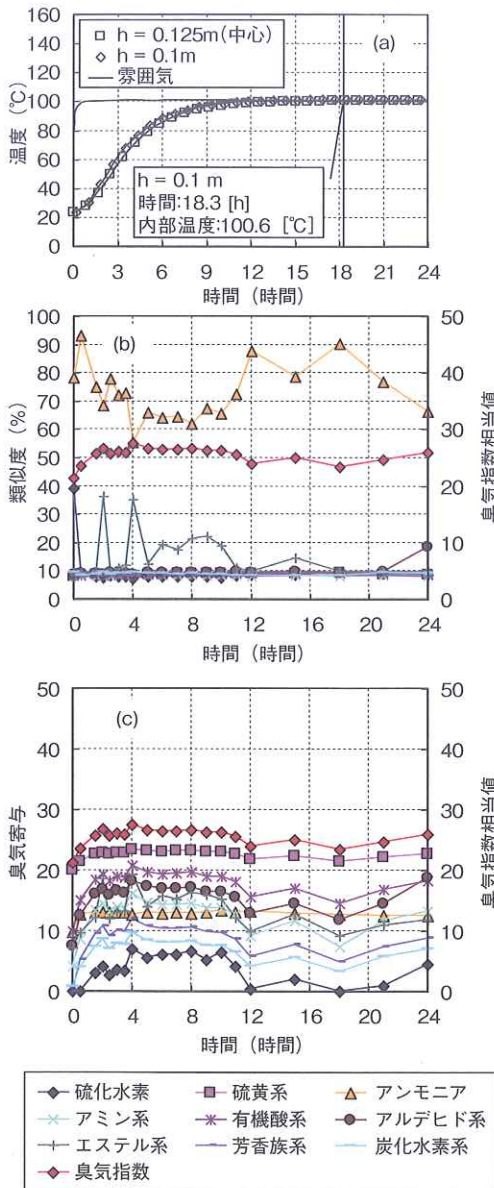 160
140
120
100
80
60
40
20
0
温度(℃)
(a)
□ h = 0.125m(中心)
◇ h = 0.1m
— 雰囲気
h = 0.1 m
時間:18.3 [h]
内部温度:100.6 [℃]
0 3 6 9 12 15 18 21 24
時間(時間)
100
90
80
70
60
50
40
30
20
10
0
類似度(%)
(b)
50
40
30
20
10
0
臭気指数相当値
0 4 8 12 16 20 24
時間(時間)
50
40
30
20
10
0
臭気寄与
(c)
50
40
30
20
10
0
臭気指数相当値
0 4 8 12 16 20 24
時間(時間)
硫化水素 硫黄系 アンモニア
アミン系 有機酸系 アルデヒド系
エステル系 芳香族系 炭化水素系
臭気指数